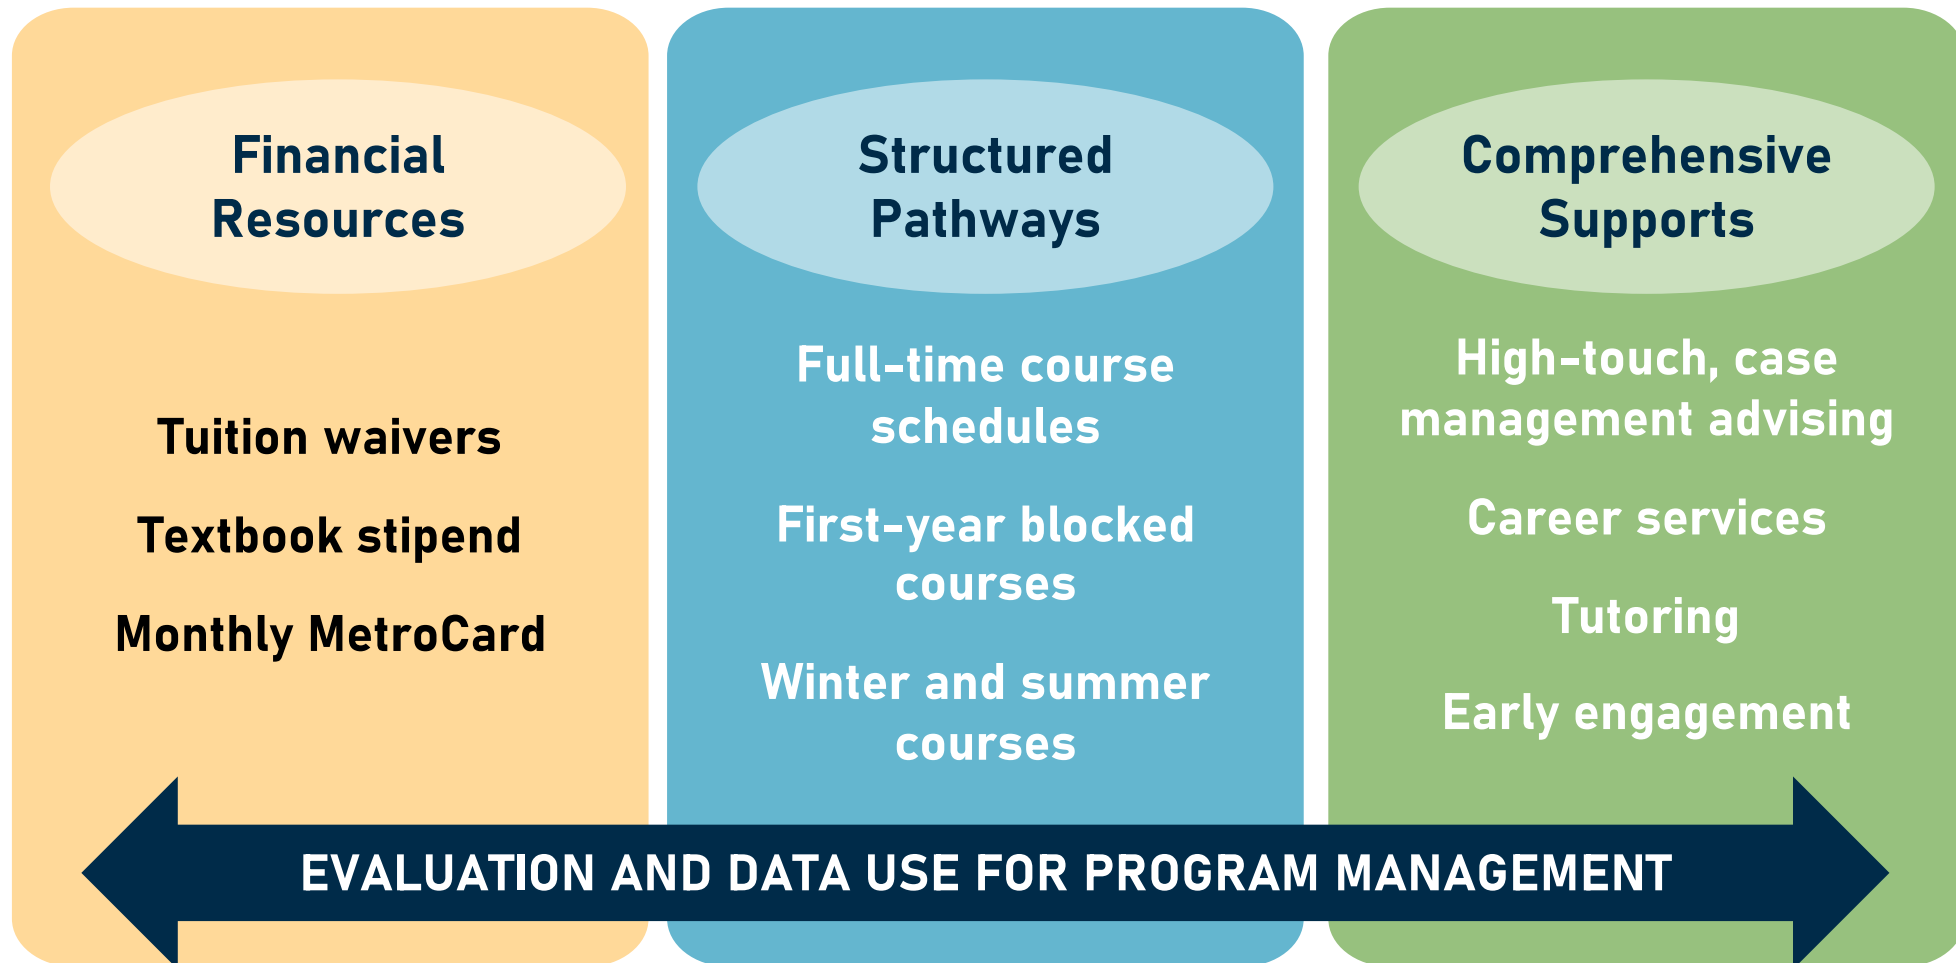 Financial
Resources
Tuition waivers
Textbook stipend
Monthly MetroCard
Structured
Pathways
Full-time course
schedules
First-year blocked
courses
Winter and summer
courses
Comprehensive
Supports
High-touch, case
management advising
Career services
Tutoring
Early engagement
EVALUATION AND DATA USE FOR PROGRAM MANAGEMENT